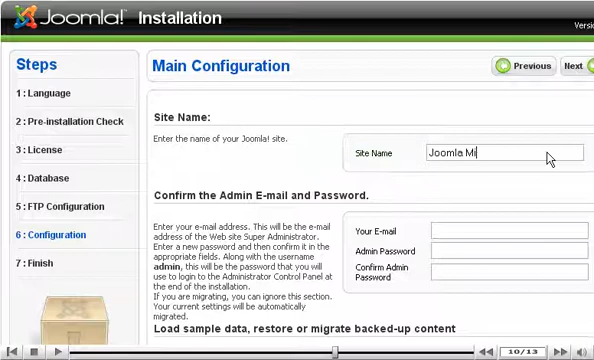 Joomla! Installation
Steps
1 : Language
2 : Pre-installation Check
3 : License
4 : Database
5 : FTP Configuration
6 : Configuration
7 : Finish
Main Configuration
Previous
Next
Site Name:
Enter the name of your Joomla! site.
Site Name
Joomla Mi
Confirm the Admin E-mail and Password.
Enter your e-mail address. This will be the e-mail
address of the Web site Super Administrator.
Enter a new password and then confirm it in the
appropriate fields. Along with the username
admin, this will be the password that you will
use to login to the Administrator Control Panel at
the end of the installation.
If you are migrating, you can ignore this section.
Your current settings will be automatically
migrated.
Your E-mail
Admin Password
Confirm Admin
Password
Load sample data, restore or migrate backed-up content
10/13